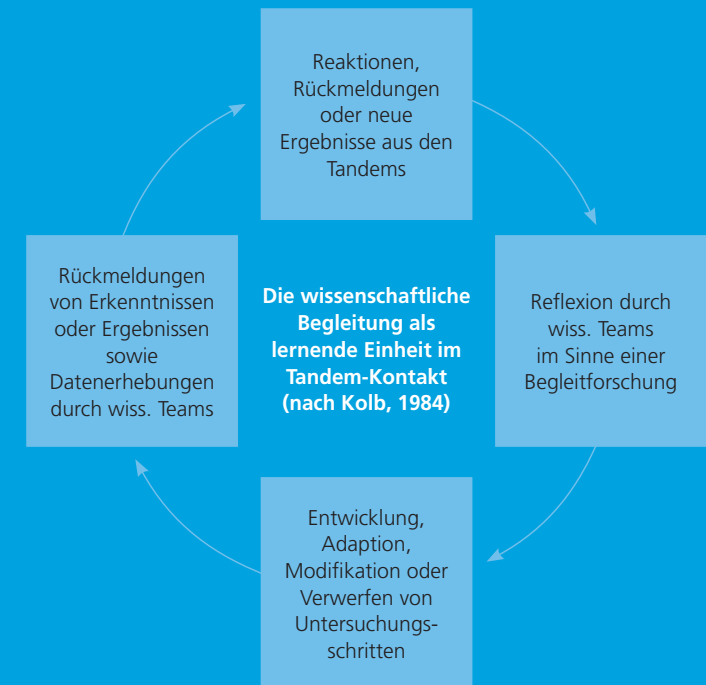 Reaktionen,
Rückmeldungen
oder neue
Ergebnisse aus den
Tandems
Rückmeldungen
von Erkenntnissen
oder Ergebnissen
sowie
Datenerhebungen
durch wiss. Teams
Die wissenschaftliche
Begleitung als
lernende Einheit im
Tandem-Kontakt
(nach Kolb, 1984)
Reflexion durch
wiss. Teams
im Sinne einer
Begleitforschung
Entwicklung,
Adaption,
Modifikation oder
Verwerfen von
Untersuchungs-
schritten